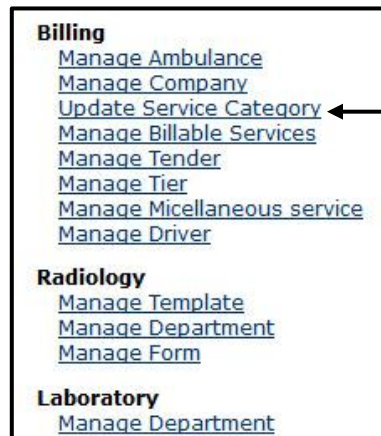 Billing
Manage Ambulance
Manage Company
Update Service Category
Manage Billable Services
Manage Tender
Manage Tier
Manage Micellaneous service
Manage Driver
Radiology
Manage Template
Manage Department
Manage Form
Laboratory
Manage Department